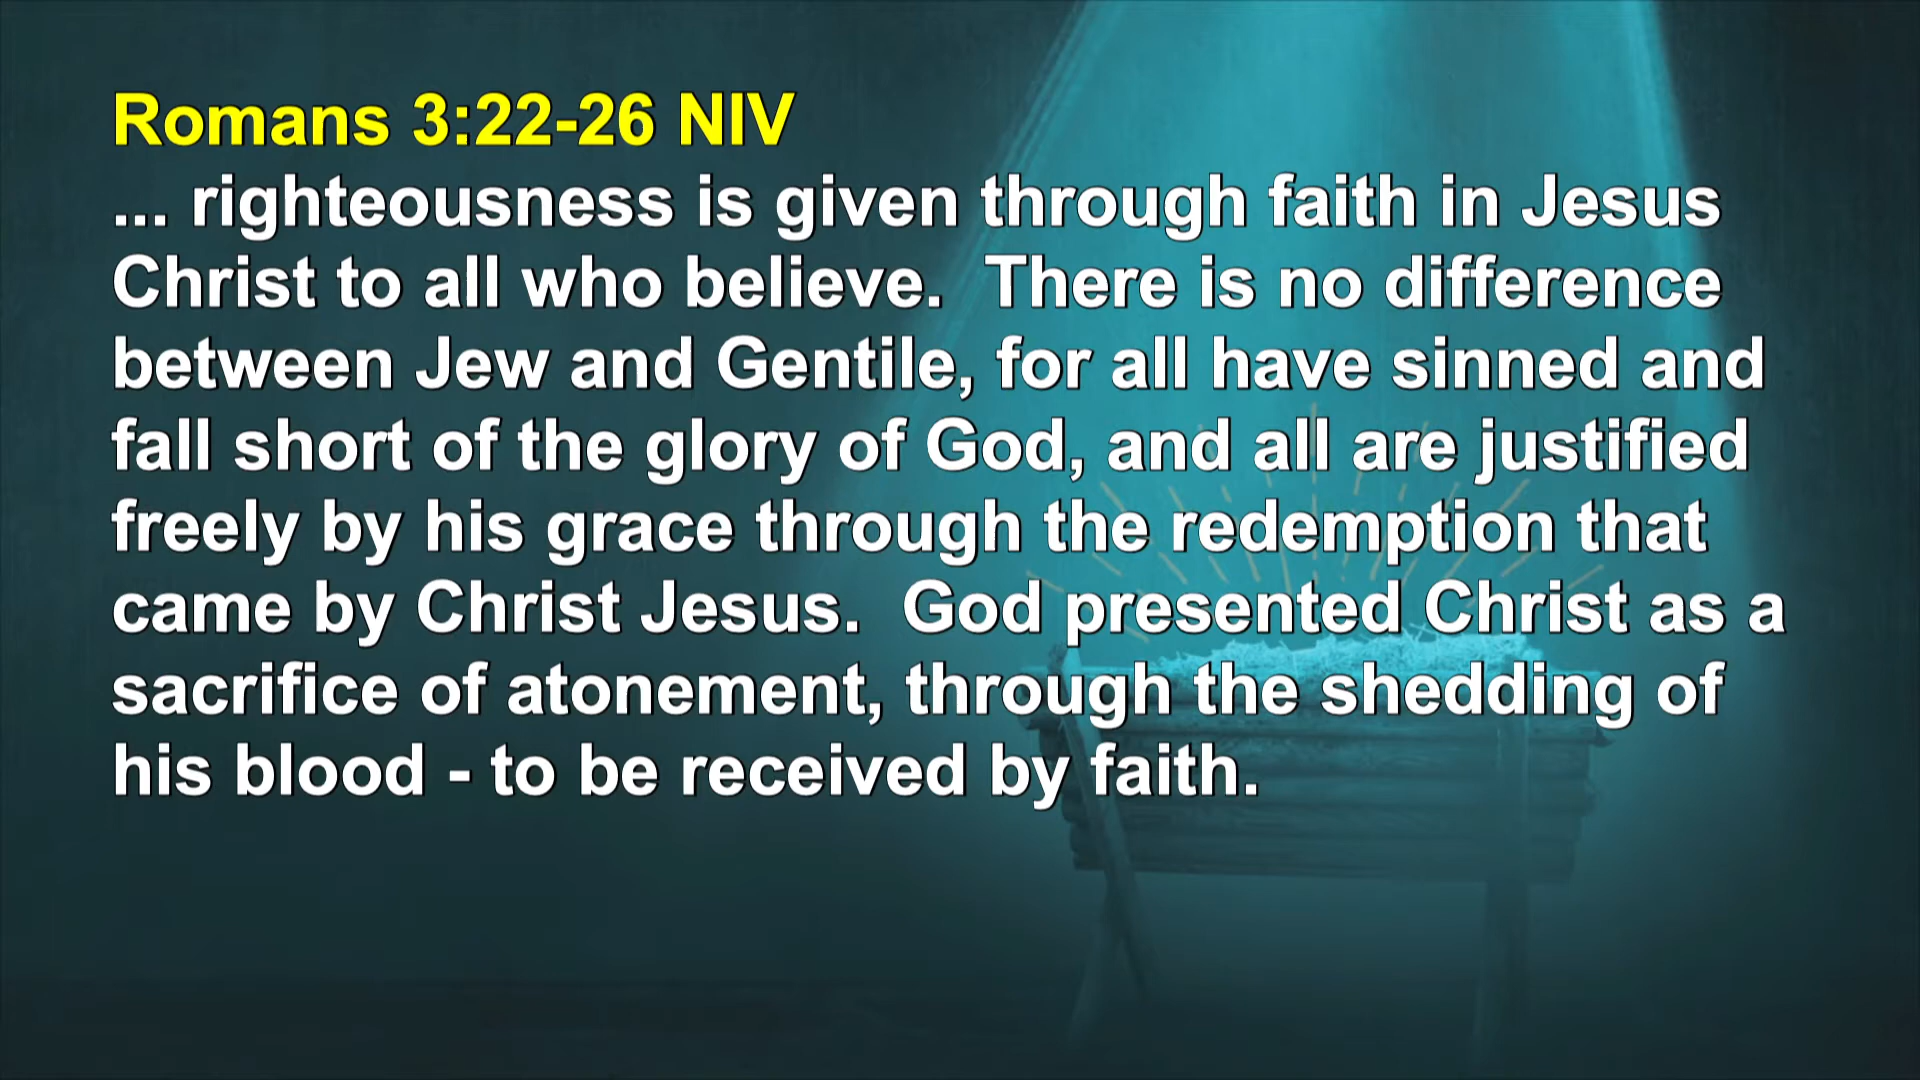 Romans 3:22-26 NIV
... righteousness is given through faith in Jesus
Christ to all who believe.  There is no difference
between Jew and Gentile, for all have sinned and
fall short of the glory of God, and all are justified
freely by his grace through the redemption that
came by Christ Jesus.  God presented Christ as a
sacrifice of atonement, through the shedding of
his blood - to be received by faith.